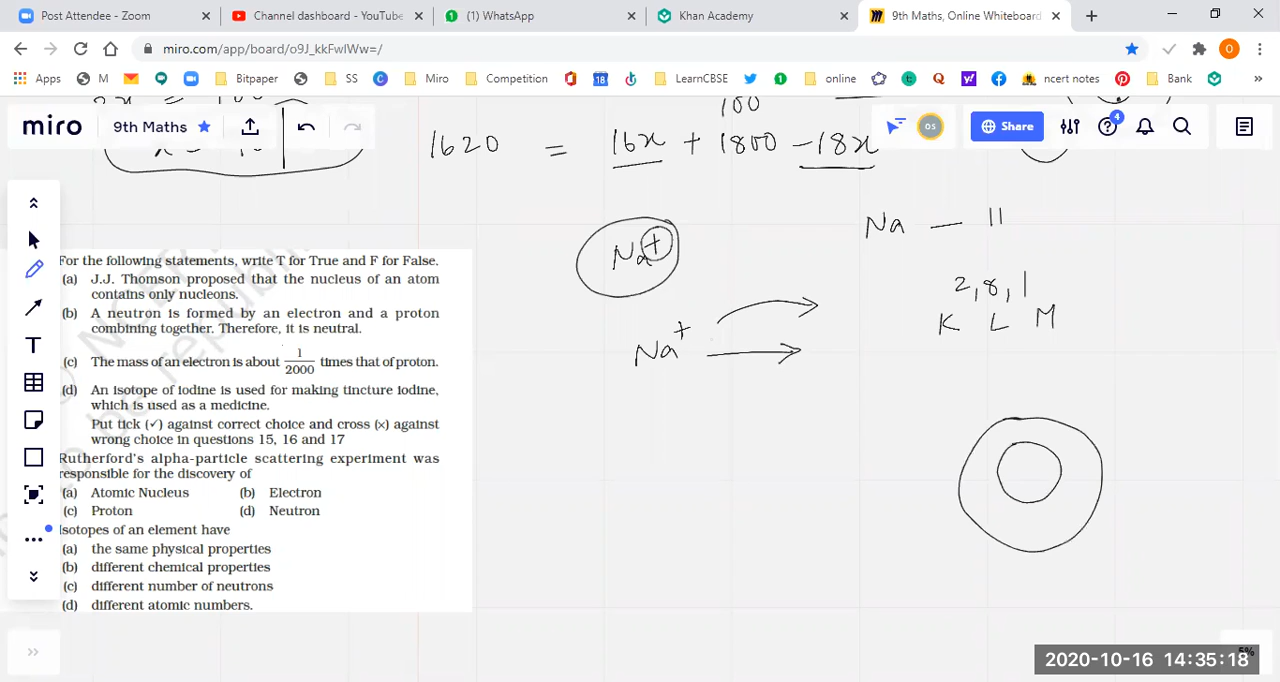 Post Attendee - Zoom
Channel dashboard - YouTube
(1) WhatsApp
Khan Academy
9th Maths, Online Whiteboard
miro.com/app/board/o9J_kkFwIWw=/
Apps M Bitpaper SS Miro Competition LearnCBSE online ncert notes Bank
miro 9th Maths Share 4
OS
100
1620 = 16x + 1800 - 18x
Na+
Na — 11
2, 8, 1
K L M
Na+
For the following statements, write T for True and F for False.
(a) J.J. Thomson proposed that the nucleus of an atom
contains only nucleons.
(b) A neutron is formed by an electron and a proton
combining together. Therefore, it is neutral.
(c) The mass of an electron is about 1/2000 times that of proton.
(d) An isotope of iodine is used for making tincture iodine,
which is used as a medicine.
Put tick (✓) against correct choice and cross (×) against
wrong choice in questions 15, 16 and 17
Rutherford's alpha-particle scattering experiment was
responsible for the discovery of
(a) Atomic Nucleus (b) Electron
(c) Proton (d) Neutron
Isotopes of an element have
(a) the same physical properties
(b) different chemical properties
(c) different number of neutrons
(d) different atomic numbers.
2020-10-16 14:35:18